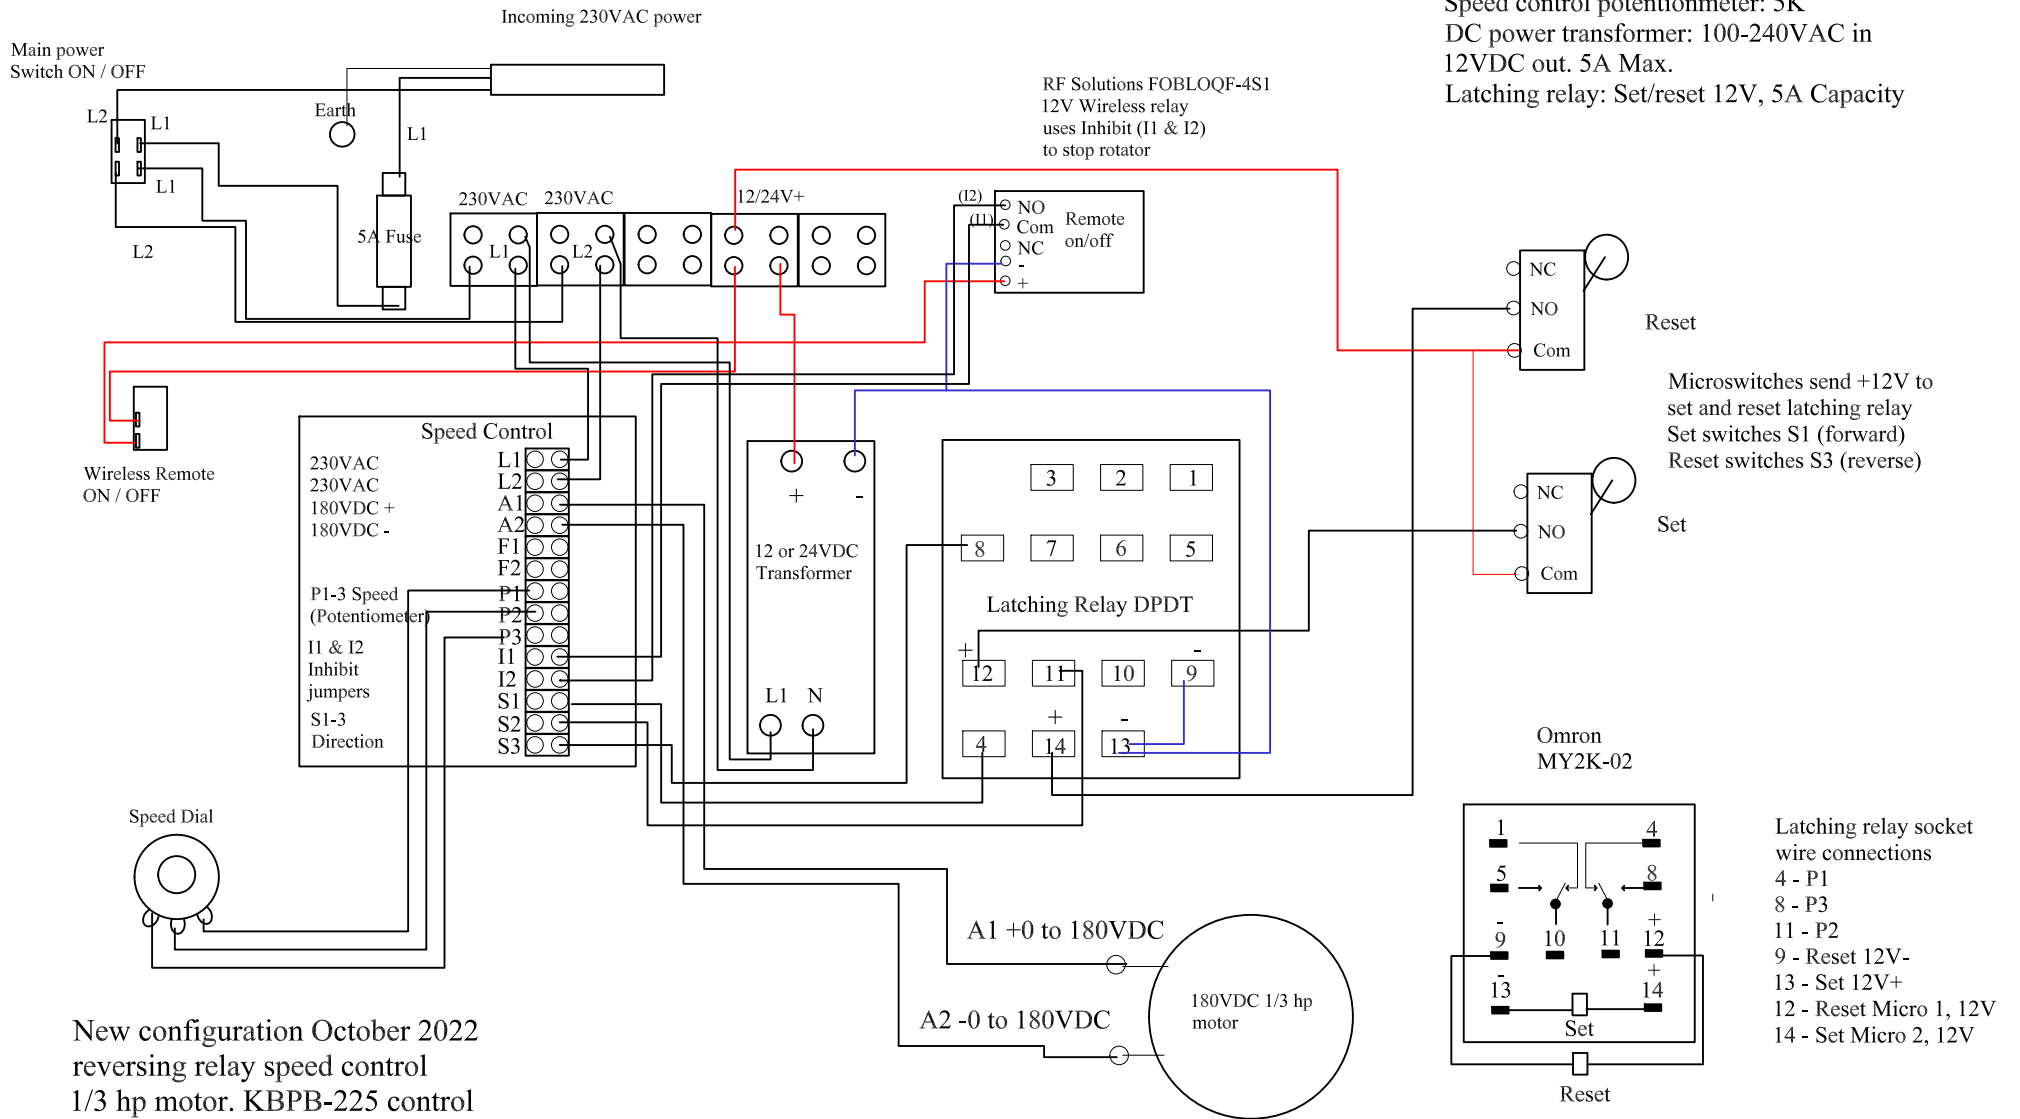 Incoming 230VAC power
Speed control potentionmeter: 5K
DC power transformer: 100-240VAC in
12VDC out. 5A Max.
Latching relay: Set/reset 12V, 5A Capacity
Main power
Switch ON / OFF
L2
L1
L1
L2
Earth
L1
5A Fuse
230VAC
230VAC
12/24V+
L1
L2
RF Solutions FOBLOQF-4S1
12V Wireless relay
uses Inhibit (I1 & I2)
to stop rotator
(I2)
(I1)
NO
Com
NC
-
+
Remote
on/off
NC
NO
Com
Reset
Microswitches send +12V to
set and reset latching relay
Set switches S1 (forward)
Reset switches S3 (reverse)
NC
NO
Com
Set
Wireless Remote
ON / OFF
Speed Control
230VAC
230VAC
180VDC +
180VDC -
P1-3 Speed
(Potentiometer)
I1 & I2
Inhibit
jumpers
S1-3
Direction
L1
L2
A1
A2
F1
F2
P1
P2
P3
I1
I2
S1
S2
S3
+
-
12 or 24VDC
Transformer
L1 N
3 2 1
8 7 6 5
Latching Relay DPDT
+ -
12 11 10 9
+ -
4 14 13
Omron
MY2K-02
1 4
5 8
- +
9 10 11 12
- +
13 14
Set
Reset
Latching relay socket
wire connections
4 - P1
8 - P3
11 - P2
9 - Reset 12V-
13 - Set 12V+
12 - Reset Micro 1, 12V
14 - Set Micro 2, 12V
Speed Dial
A1 +0 to 180VDC
A2 -0 to 180VDC
180VDC 1/3 hp
motor
New configuration October 2022
reversing relay speed control
1/3 hp motor. KBPB-225 control